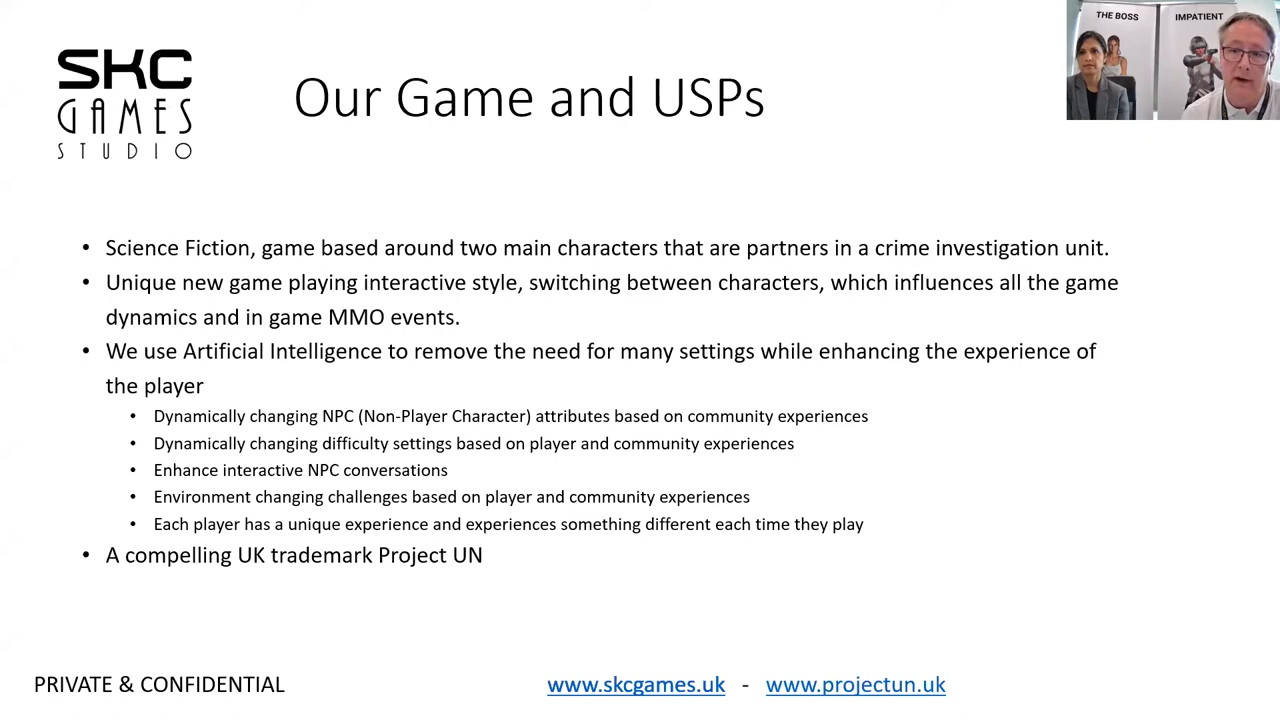 THE BOSS
IMPATIENT
SKC
GAMES
STUDIO
Our Game and USPs
• Science Fiction, game based around two main characters that are partners in a crime investigation unit.
• Unique new game playing interactive style, switching between characters, which influences all the game
dynamics and in game MMO events.
• We use Artificial Intelligence to remove the need for many settings while enhancing the experience of
the player
• Dynamically changing NPC (Non-Player Character) attributes based on community experiences
• Dynamically changing difficulty settings based on player and community experiences
• Enhance interactive NPC conversations
• Environment changing challenges based on player and community experiences
• Each player has a unique experience and experiences something different each time they play
• A compelling UK trademark Project UN
PRIVATE & CONFIDENTIAL
www.skcgames.uk - www.projectun.uk